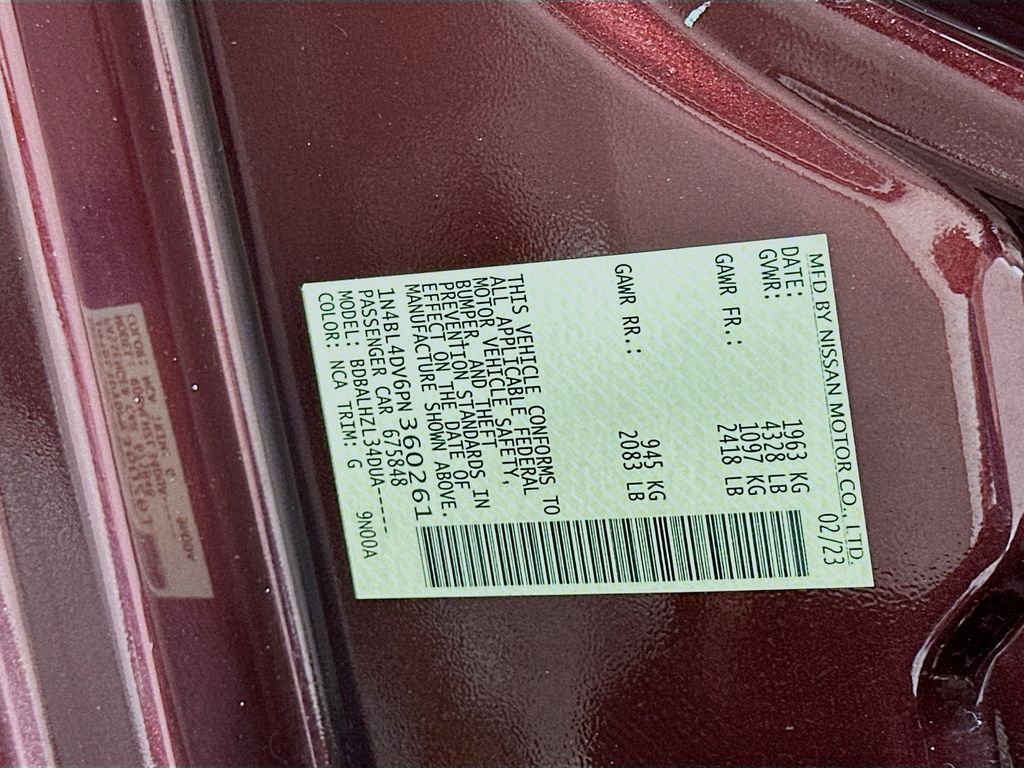 MFD BY NISSAN MOTOR CO., LTD.
DATE: 02/23
GVWR: 1963 KG
4328 LB
GAWR FR.: 1097 KG
2418 LB
GAWR RR.: 945 KG
2083 LB
THIS VEHICLE CONFORMS TO
ALL APPLICABLE FEDERAL
MOTOR VEHICLE SAFETY,
BUMPER, AND THEFT
PREVENTION STANDARDS IN
EFFECT ON THE DATE OF
MANUFACTURE SHOWN ABOVE.
1N4BL4DV6PN360261
PASSENGER CAR 675848
MODEL: BDBALHZL34DUA-----
COLOR: NCA TRIM: G 9N00A